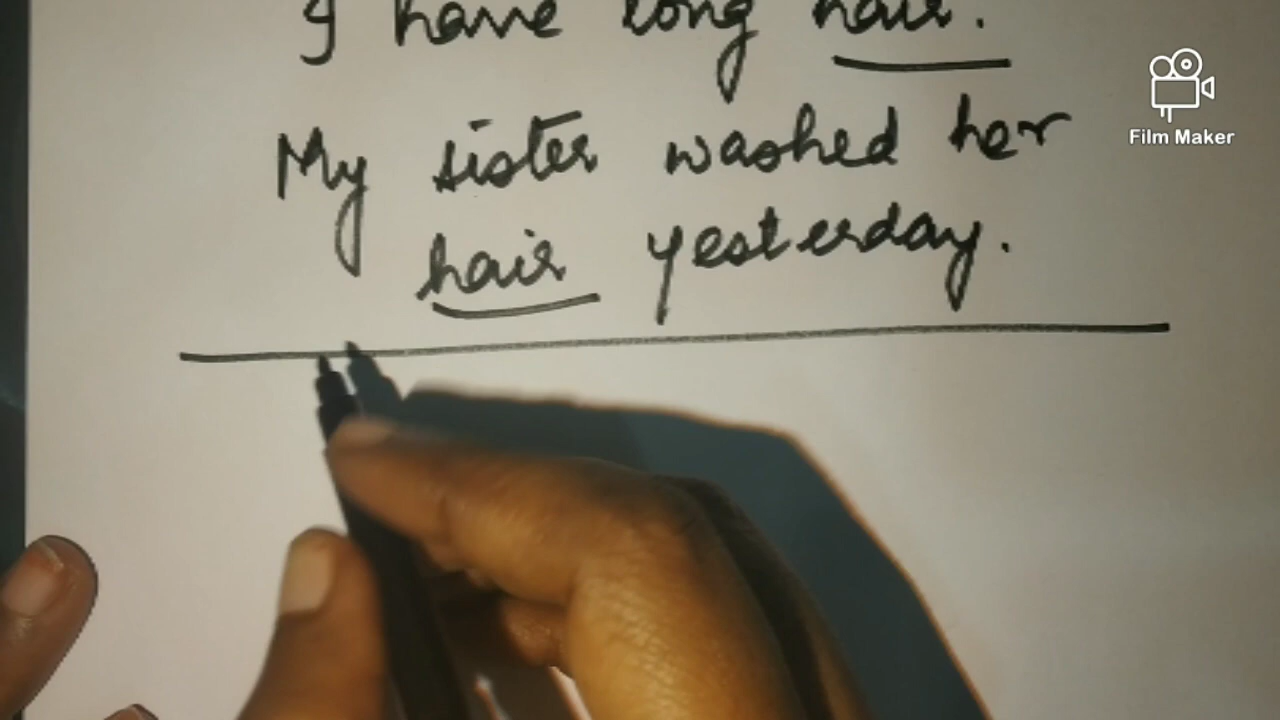 I have long hair.
My sister washed her
hair yesterday.
Film Maker